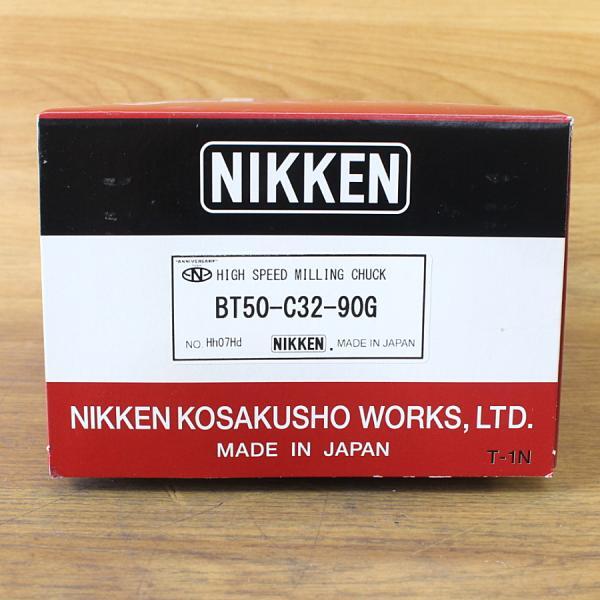 NIKKEN
"ANNIVERSARY"
N HIGH SPEED MILLING CHUCK
BT50-C32-90G
NO. Hh07Hd NIKKEN. MADE IN JAPAN
NIKKEN KOSAKUSHO WORKS, LTD.
MADE IN JAPAN
T-1N